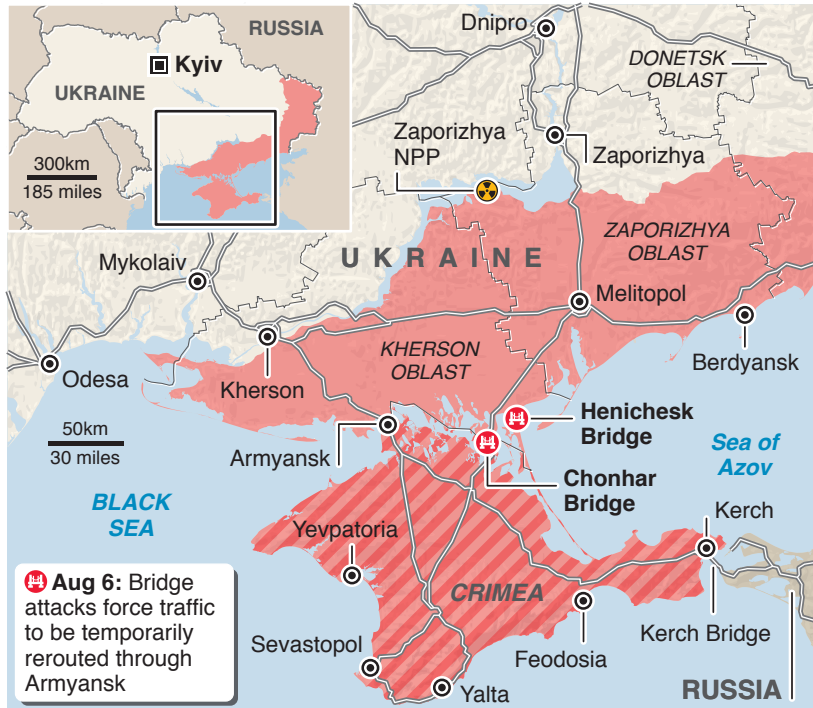 RUSSIA
Kyiv
UKRAINE
300km
185 miles
Dnipro
DONETSK
OBLAST
Zaporizhya
NPP
Zaporizhya
ZAPORIZHYA
OBLAST
UKRAINE
Mykolaiv
Melitopol
KHERSON
OBLAST
Odesa
Kherson
Berdyansk
50km
30 miles
Armyansk
Henichesk
Bridge
Sea of
Azov
Chonhar
Bridge
BLACK
SEA
Yevpatoria
Kerch
CRIMEA
Aug 6: Bridge
attacks force traffic
to be temporarily
rerouted through
Armyansk
Sevastopol
Feodosia
Kerch Bridge
Yalta
RUSSIA